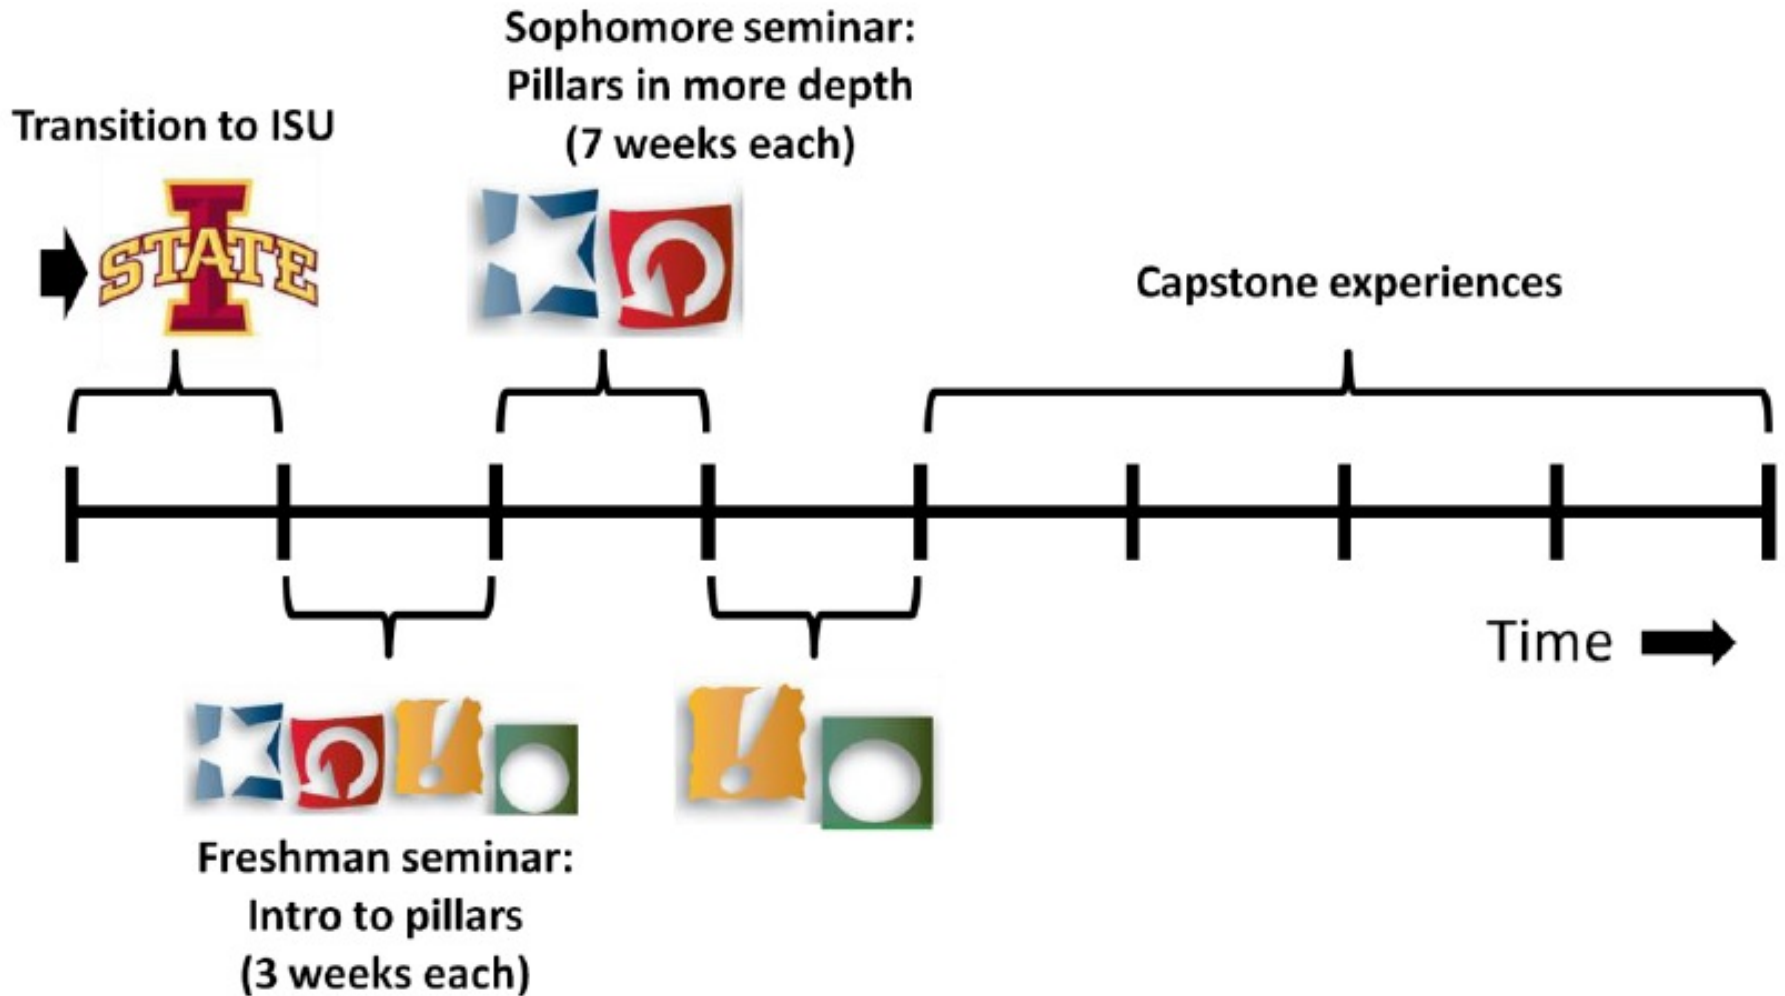 Sophomore seminar:
Pillars in more depth
(7 weeks each)
Transition to ISU
STATE
I
Capstone experiences
Time
!
!
Freshman seminar:
Intro to pillars
(3 weeks each)